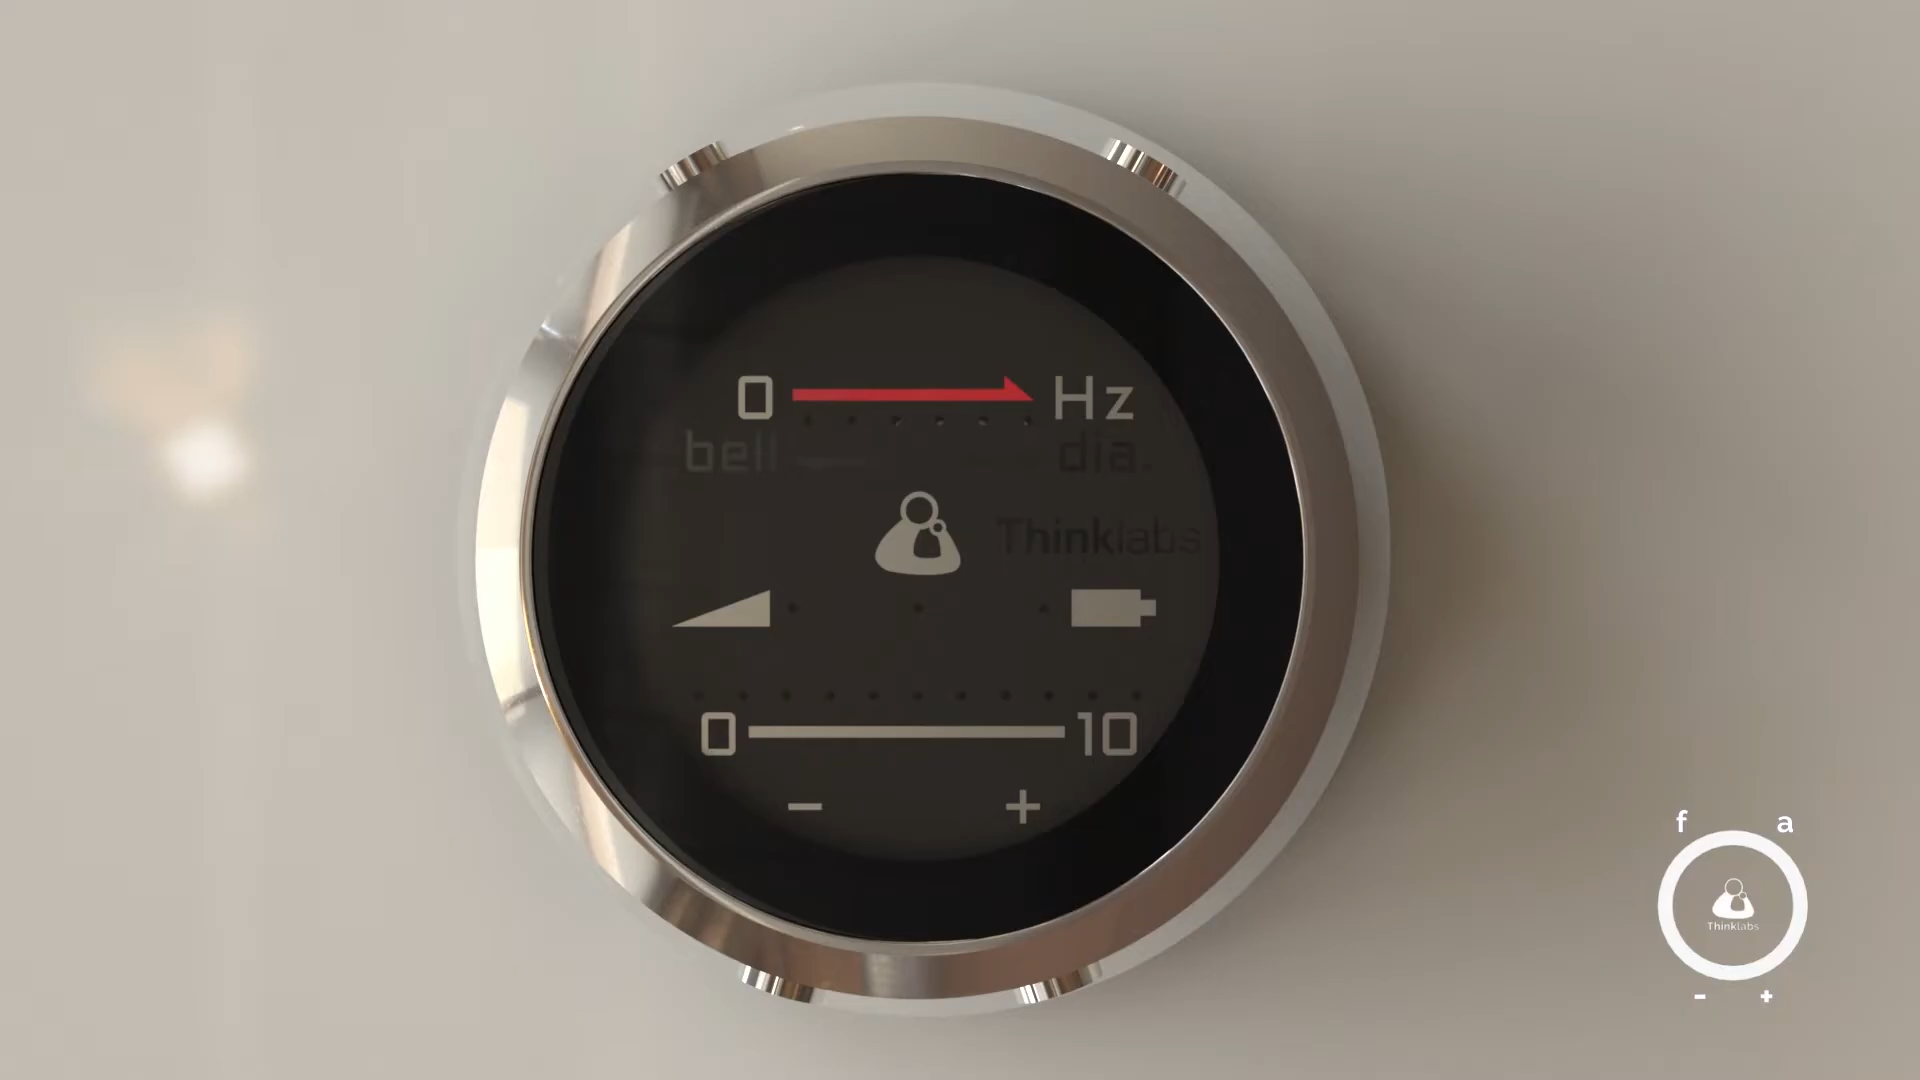 0 Hz
bell dia.
Thinklabs
0 10
- +
f a
Thinklabs
- +